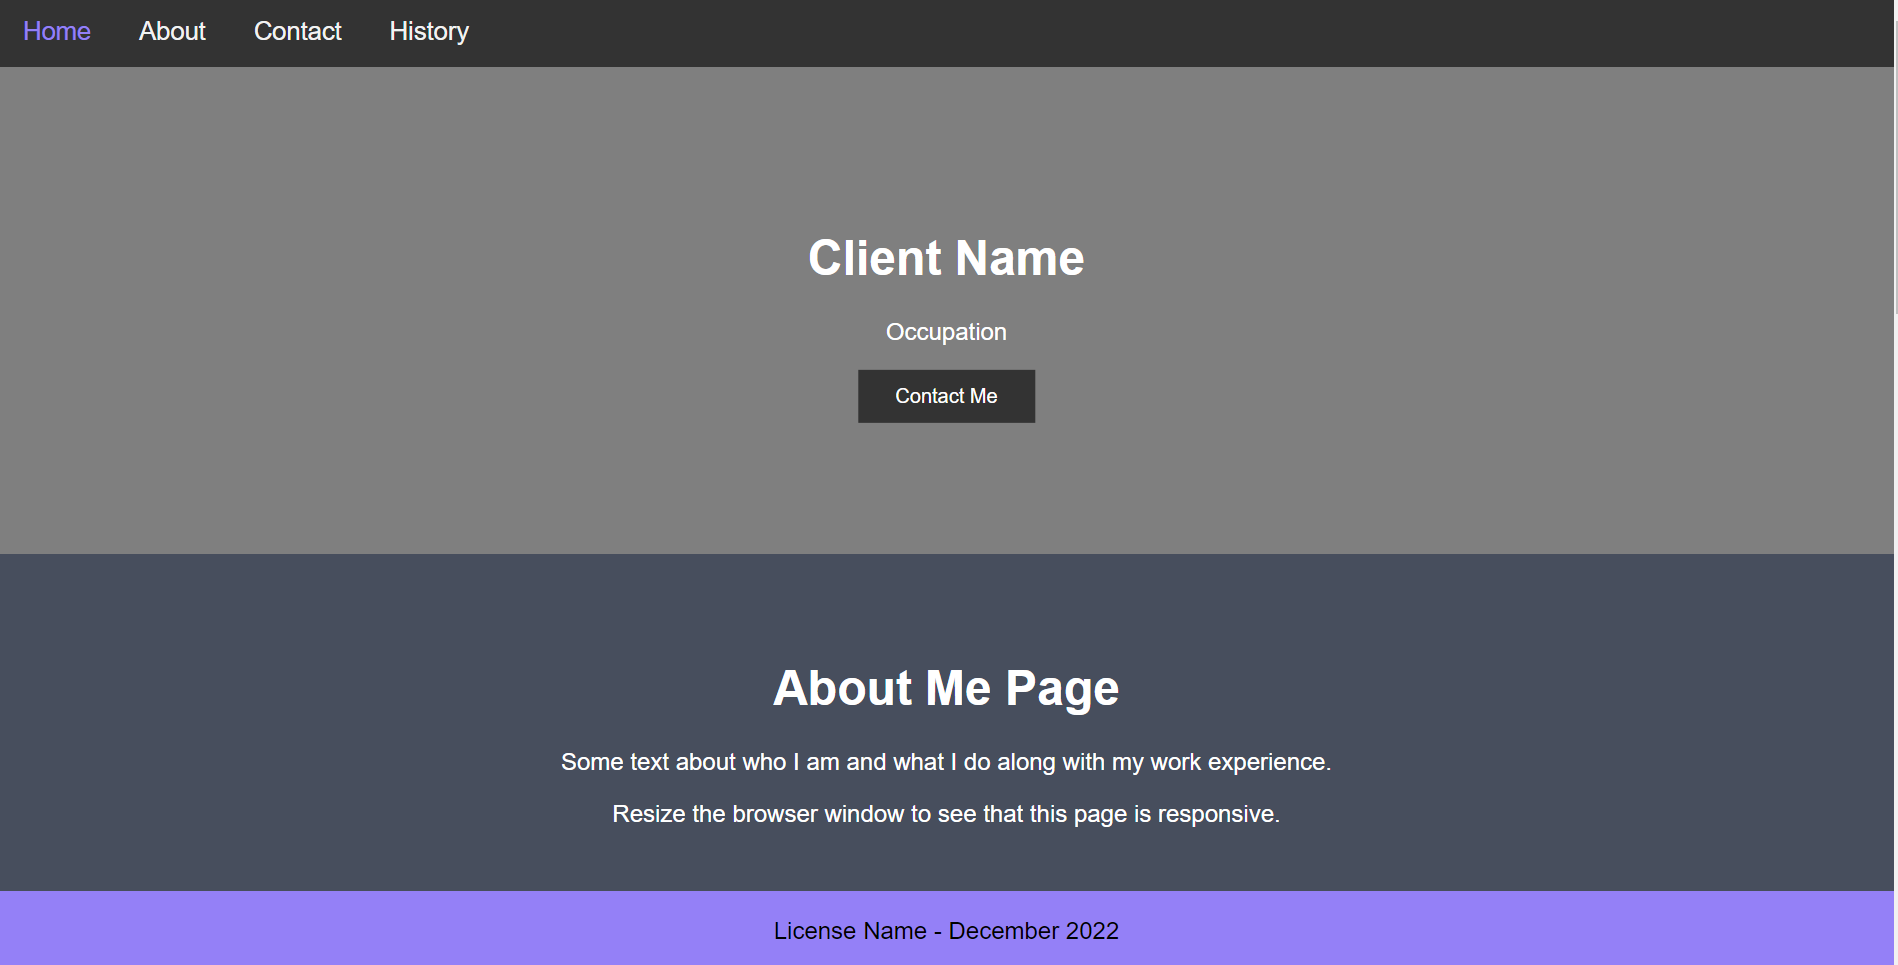 Home About Contact History
Client Name
Occupation
Contact Me
About Me Page
Some text about who I am and what I do along with my work experience.
Resize the browser window to see that this page is responsive.
License Name - December 2022